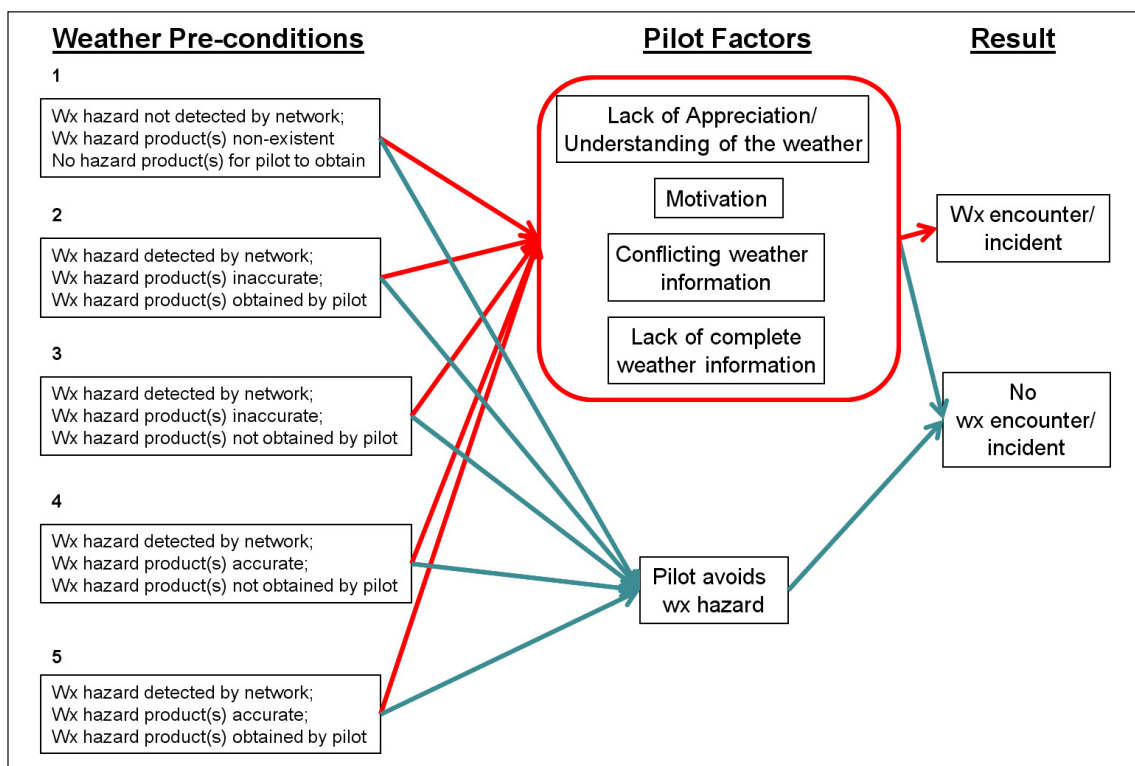 Weather Pre-conditions
Pilot Factors
Result
1
Wx hazard not detected by network;
Wx hazard product(s) non-existent
No hazard product(s) for pilot to obtain
2
Wx hazard detected by network;
Wx hazard product(s) inaccurate;
Wx hazard product(s) obtained by pilot
3
Wx hazard detected by network;
Wx hazard product(s) inaccurate;
Wx hazard product(s) not obtained by pilot
4
Wx hazard detected by network;
Wx hazard product(s) accurate;
Wx hazard product(s) not obtained by pilot
5
Wx hazard detected by network;
Wx hazard product(s) accurate;
Wx hazard product(s) obtained by pilot
Lack of Appreciation/
Understanding of the weather
Motivation
Conflicting weather
information
Lack of complete
weather information
Pilot avoids
wx hazard
Wx encounter/
incident
No
wx encounter/
incident